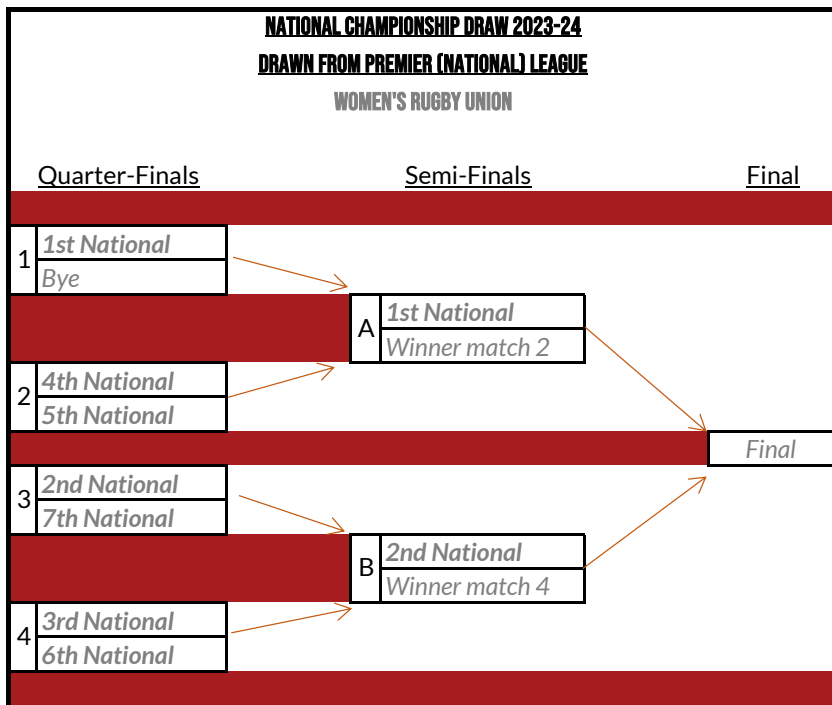 NATIONAL CHAMPIONSHIP DRAW 2023-24
DRAWN FROM PREMIER (NATIONAL) LEAGUE
WOMEN'S RUGBY UNION
Quarter-Finals
Semi-Finals
Final
1
1st National
Bye
A
1st National
Winner match 2
2
4th National
5th National
Final
3
2nd National
7th National
B
2nd National
Winner match 4
4
3rd National
6th National